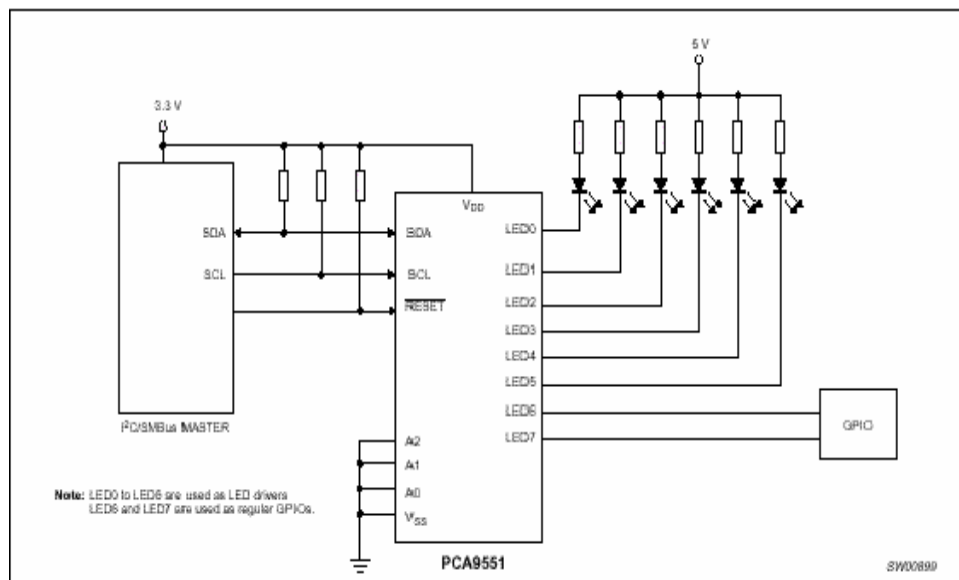 5 V
3.3 V
VDD
SDA
SCL
SDA
SCL
RESET
LED0
LED1
LED2
LED3
LED4
LED5
LED6
LED7
GPIO
I²C/SMBus MASTER
A2
A1
A0
VSS
Note: LED0 to LED6 are used as LED drivers
LED6 and LED7 are used as regular GPIOs.
PCA9551
SW00899